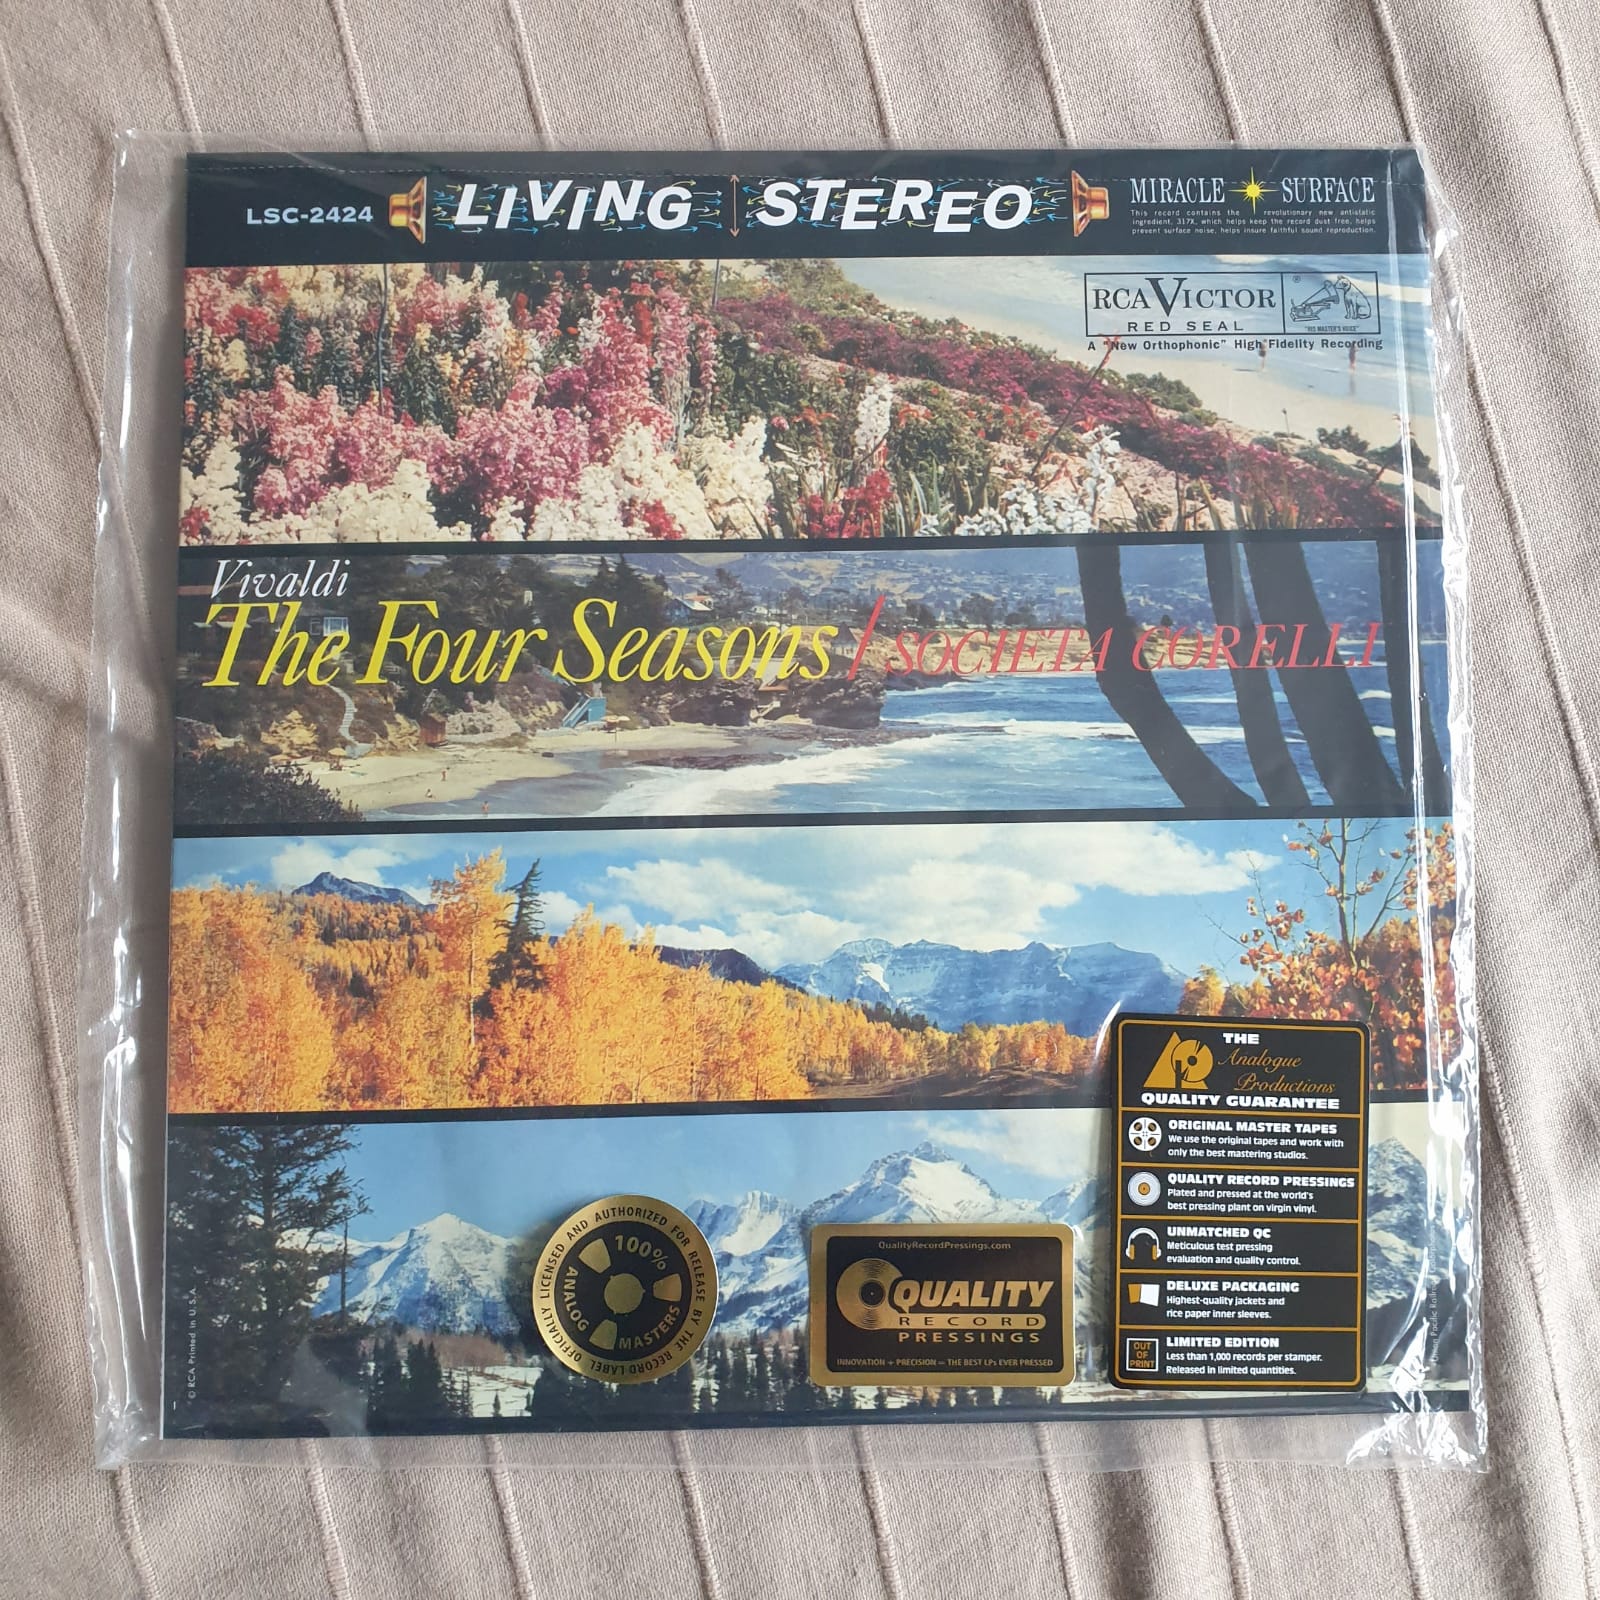 LSC-2424
LIVING STEREO
MIRACLE SURFACE
This record contains the revolutionary new antistatic
ingredient, 317X, which helps keep the record dust free, helps
prevent surface noise, helps insure faithful sound reproduction.
RCA VICTOR
RED SEAL
®
"HIS MASTER'S VOICE"
A "New Orthophonic" High Fidelity Recording
Vivaldi
The Four Seasons / SOCIETA CORELLI
THE
Analogue
Productions
QUALITY GUARANTEE
ORIGINAL MASTER TAPES
We use the original tapes and work with
only the best mastering studios.
QUALITY RECORD PRESSINGS
Plated and pressed at the world's
best pressing plant on virgin vinyl.
UNMATCHED QC
Meticulous test pressing
evaluation and quality control.
DELUXE PACKAGING
Highest-quality jackets and
rice paper inner sleeves.
OUT
OF
PRINT
LIMITED EDITION
Less than 1,000 records per stamper.
Released in limited quantities.
OFFICIALLY LICENSED AND AUTHORIZED FOR RELEASE BY THE RECORD LABEL
100%
ANALOG
MASTERS
QualityRecordPressings.com
QUALITY
RECORD
PRESSINGS
INNOVATION + PRECISION = THE BEST LPs EVER PRESSED
© RCA Printed in U.S.A.